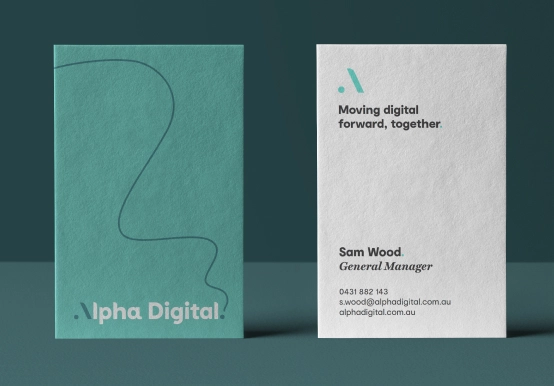 Alpha Digital.
Moving digital
forward, together.
Sam Wood.
General Manager
0431 882 143
s.wood@alphadigital.com.au
alphadigital.com.au